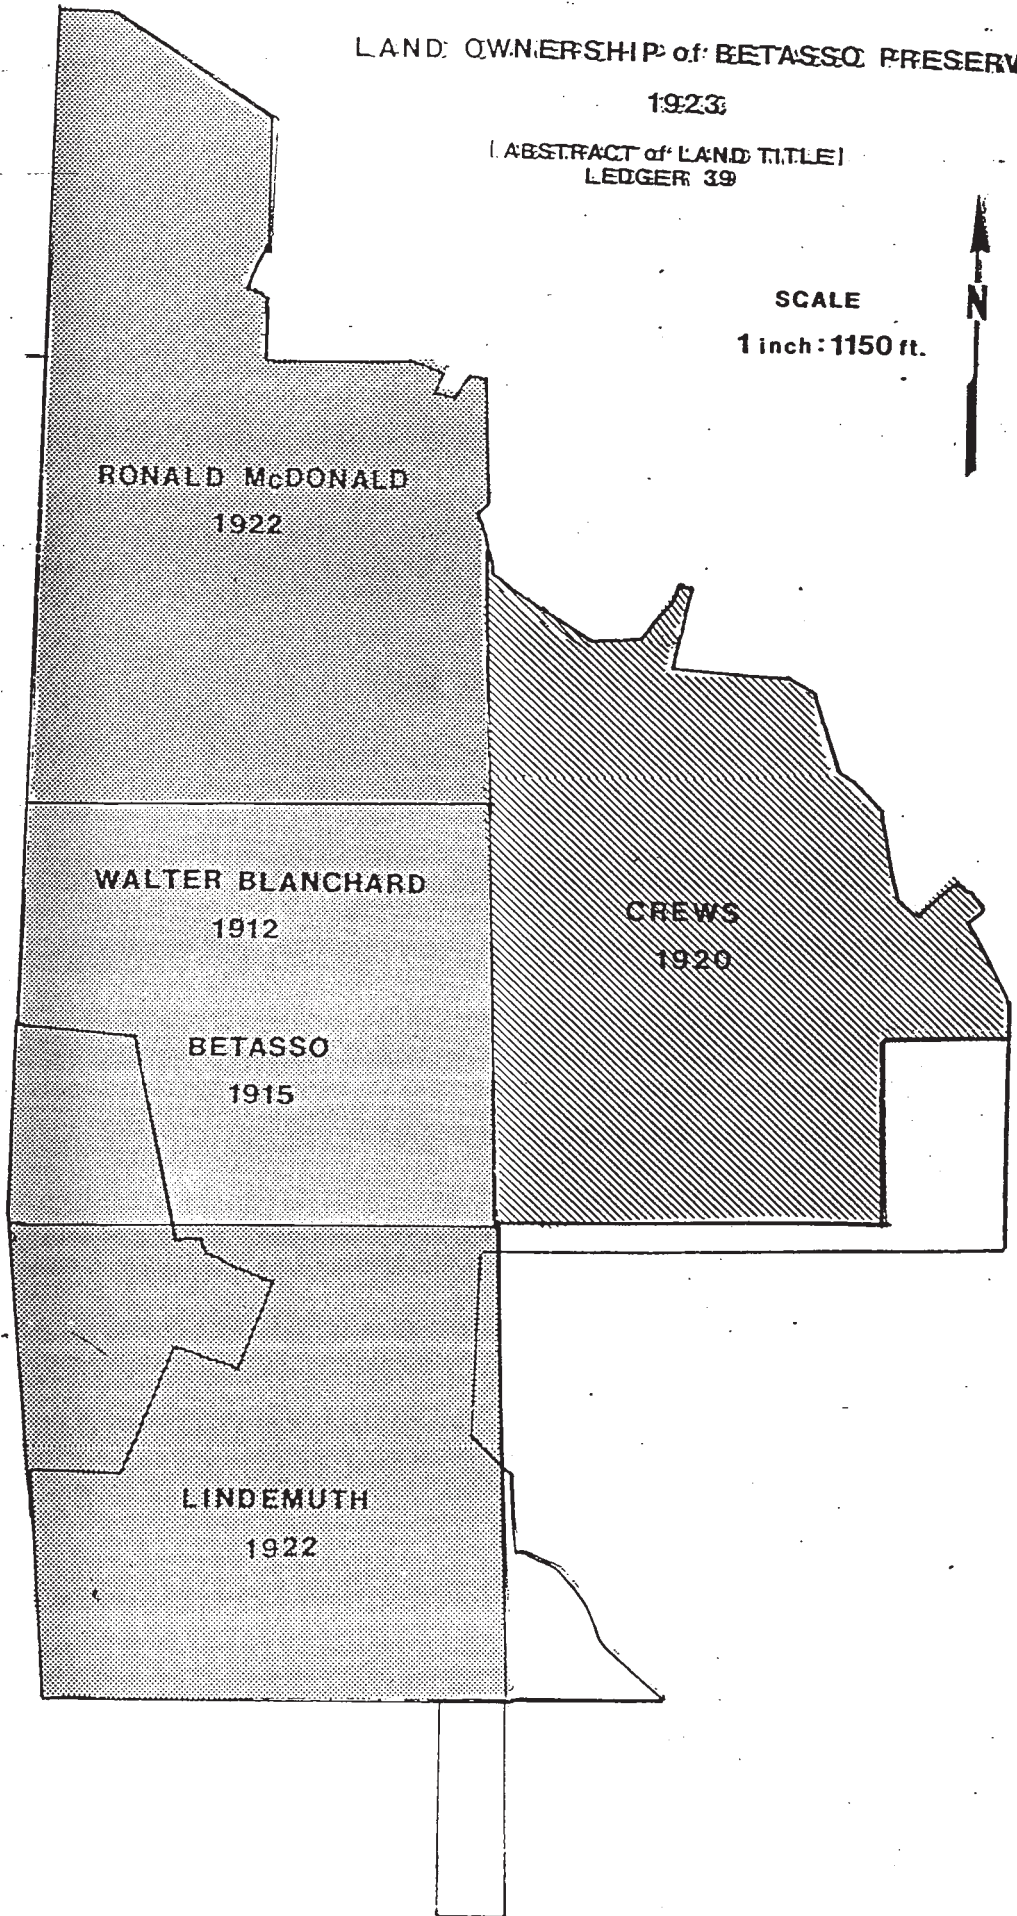 LAND OWNERSHIP of BETASSO PRESERV
1923
[ABSTRACT of LAND TITLE]
LEDGER 39
SCALE
1 inch : 1150 ft.
N
RONALD McDONALD
1922
WALTER BLANCHARD
1912
CREWS
1920
BETASSO
1915
LINDEMUTH
1922